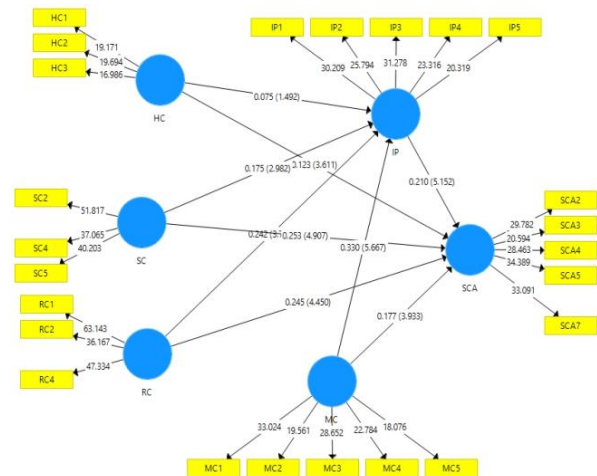 HC1
HC2
HC3
19.171
19.694
16.986
HC
IP1
IP2
IP3
IP4
IP5
30.209
25.794
31.278
23.316
20.319
IP
0.075 (1.492)
0.175 (2.982)
0.123 (3.611)
0.210 (5.152)
SC2
SC4
SC5
51.817
37.065
40.203
SC
0.242
0.253 (4.907)
0.330 (5.667)
SCA2
SCA3
SCA4
SCA5
SCA7
29.782
20.594
28.463
34.389
33.091
SCA
RC1
RC2
RC4
63.143
36.167
47.334
RC
0.245 (4.450)
0.177 (3.933)
MC
33.024
19.561
28.652
22.784
18.076
MC1
MC2
MC3
MC4
MC5